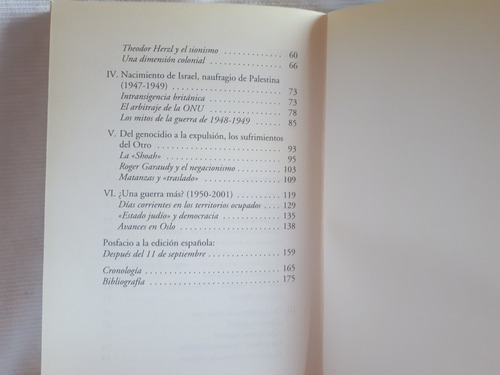 Theodor Herzl y el sionismo . . . . . . . . . . . . . . . . . 60
Una dimensión colonial . . . . . . . . . . . . . . . . . . . . 66
IV. Nacimiento de Israel, naufragio de Palestina
(1947-1949) . . . . . . . . . . . . . . . . . . . . . . . . . . . . . 73
Intransigencia británica . . . . . . . . . . . . . . . . . . . . 73
El arbitraje de la ONU . . . . . . . . . . . . . . . . . . . . 78
Los mitos de la guerra de 1948-1949 . . . . . . . . . . 85
V. Del genocidio a la expulsión, los sufrimientos
del Otro . . . . . . . . . . . . . . . . . . . . . . . . . . . . . . . . 93
La «Shoah» . . . . . . . . . . . . . . . . . . . . . . . . . . . . . 95
Roger Garaudy y el negacionismo . . . . . . . . . . . . 103
Matanzas y «traslado» . . . . . . . . . . . . . . . . . . . . . 109
VI. ¿Una guerra más? (1950-2001) . . . . . . . . . . . . . . 119
Días corrientes en los territorios ocupados . . . . . 129
«Estado judío» y democracia . . . . . . . . . . . . . . . . 135
Avances en Oslo . . . . . . . . . . . . . . . . . . . . . . . . . . 138
Posfacio a la edición española:
Después del 11 de septiembre . . . . . . . . . . . . . . . . 159
Cronología . . . . . . . . . . . . . . . . . . . . . . . . . . . . . . . 165
Bibliografía . . . . . . . . . . . . . . . . . . . . . . . . . . . . . . 175